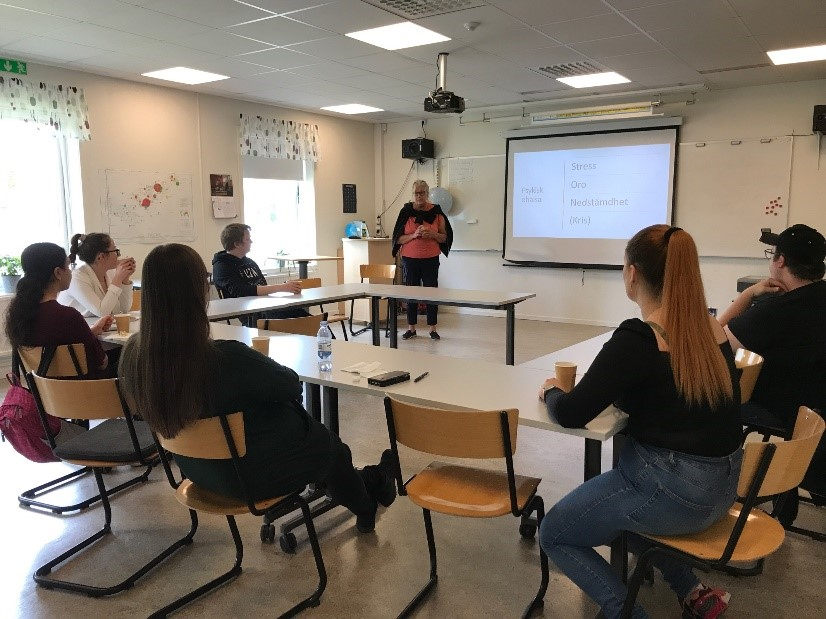 Psykisk
ohälsa
Stress
Oro
Nedstämdhet
(Kris)